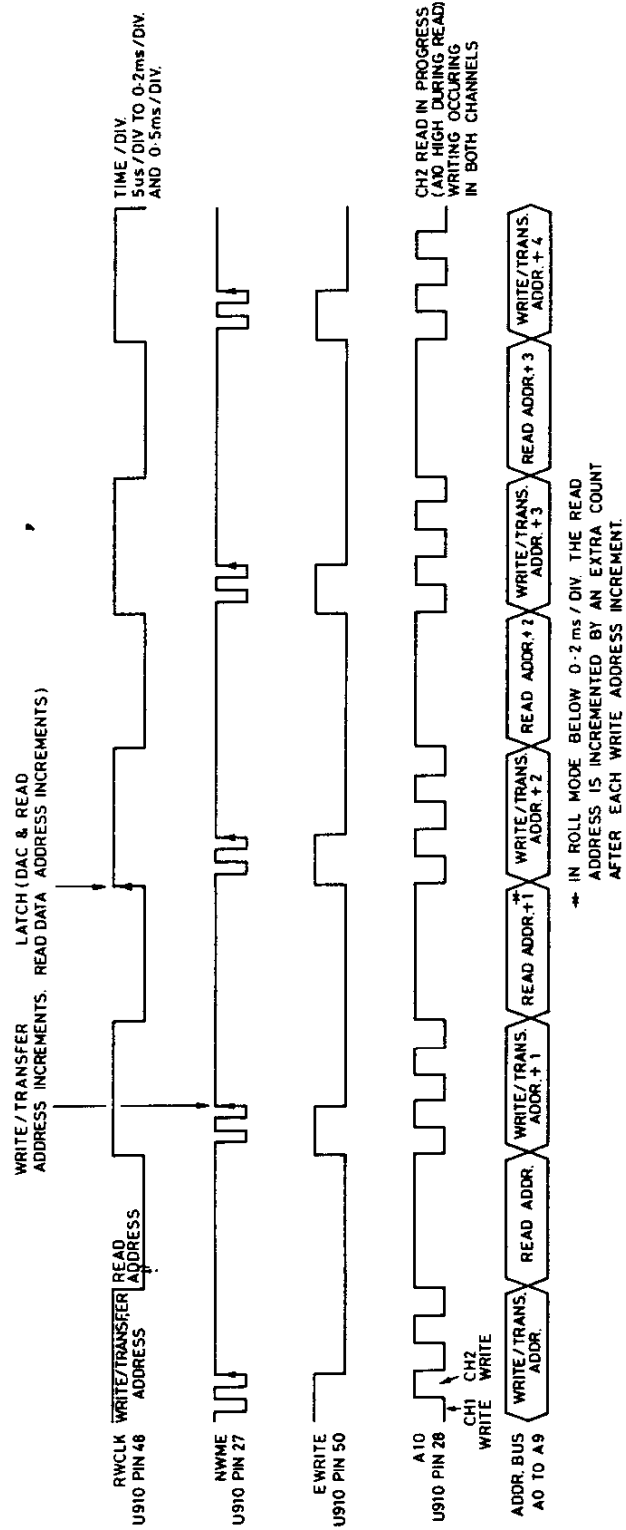 WRITE/TRANSFER
ADDRESS INCREMENTS.
LATCH (DAC & READ
READ DATA ADDRESS INCREMENTS)
RWCLK
U910 PIN 48
WRITE/TRANSFER
ADDRESS
READ
ADDRESS
TIME / DIV.
5us / DIV TO 0·2ms / DIV.
AND 0·5ms / DIV.
NWME
U910 PIN 27
EWRITE
U910 PIN 50
A10
U910 PIN 28
CH1
WRITE
CH2
WRITE
CH2 READ IN PROGRESS
(A10 HIGH DURING READ)
WRITING OCCURING
IN BOTH CHANNELS
ADDR. BUS
A0 TO A9
WRITE/TRANS.
ADDR.
READ ADDR.
WRITE/TRANS.
ADDR. + 1
READ ADDR.+1*
WRITE/TRANS.
ADDR. + 2
READ ADDR.+2
WRITE/TRANS.
ADDR. +3
READ ADDR.+3
WRITE/TRANS.
ADDR. + 4
* IN ROLL MODE BELOW 0·2 ms / DIV. THE READ
ADDRESS IS INCREMENTED BY AN EXTRA COUNT
AFTER EACH WRITE ADDRESS INCREMENT.